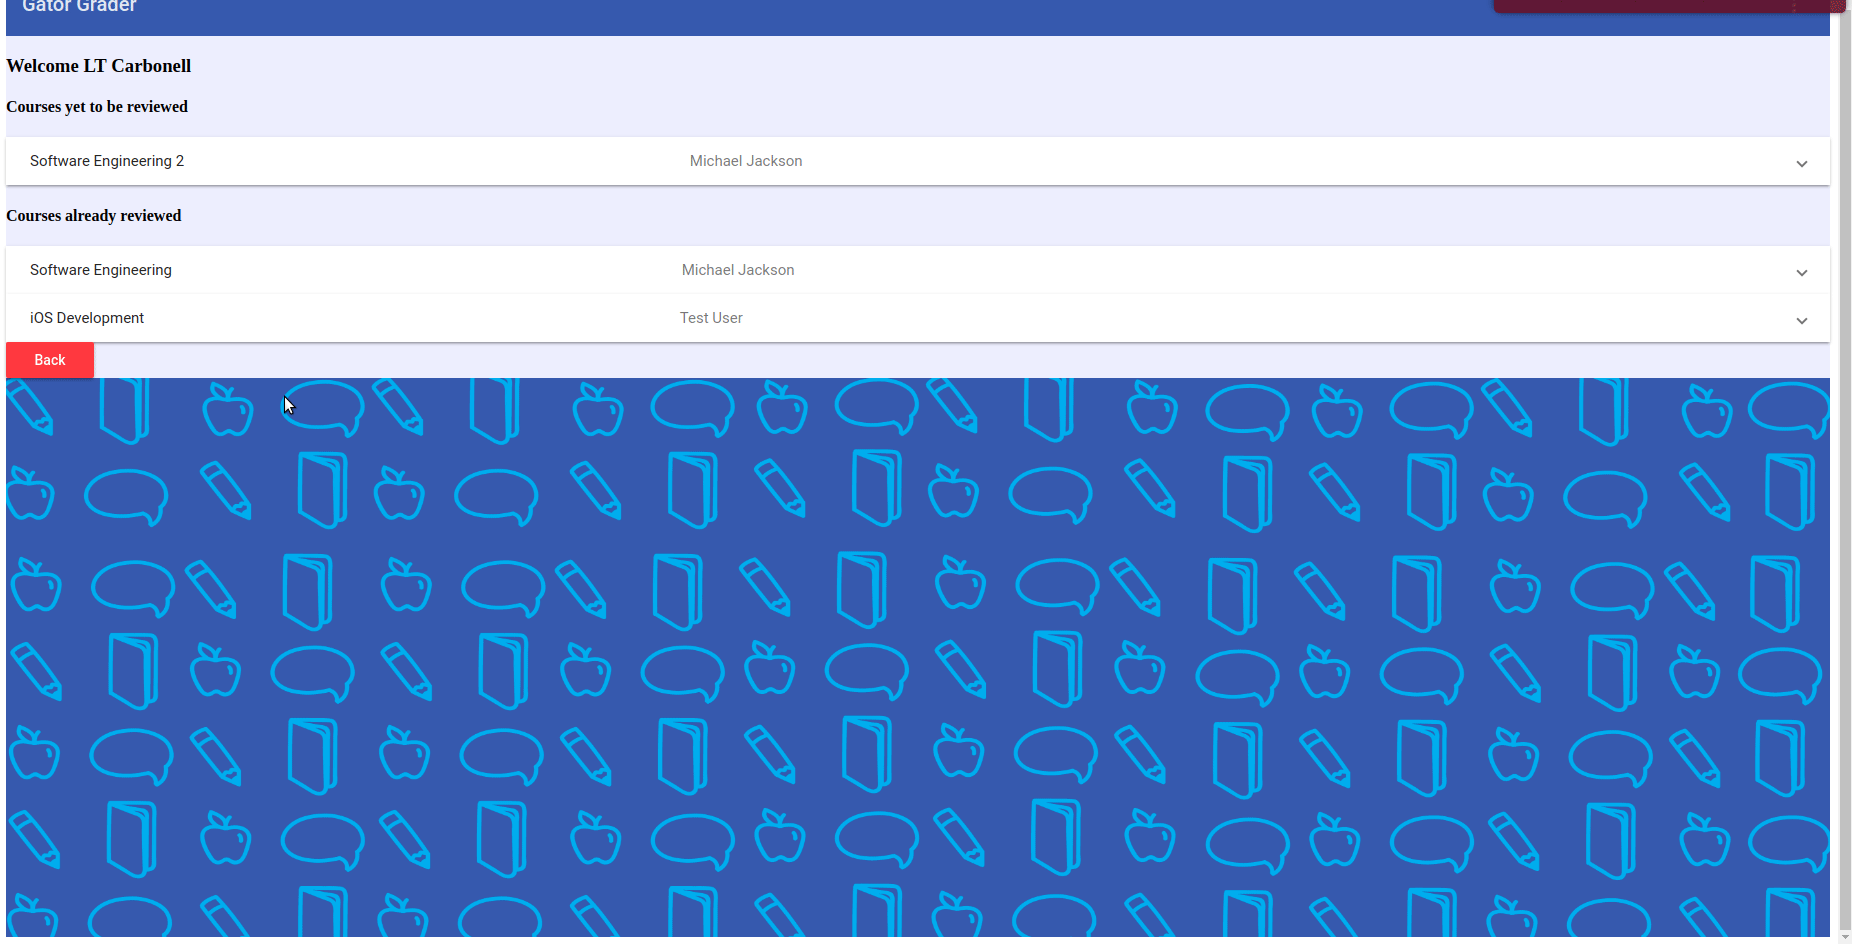 Gator Grader
Welcome LT Carbonell
Courses yet to be reviewed
Software Engineering 2 Michael Jackson
Courses already reviewed
Software Engineering Michael Jackson
iOS Development Test User
Back